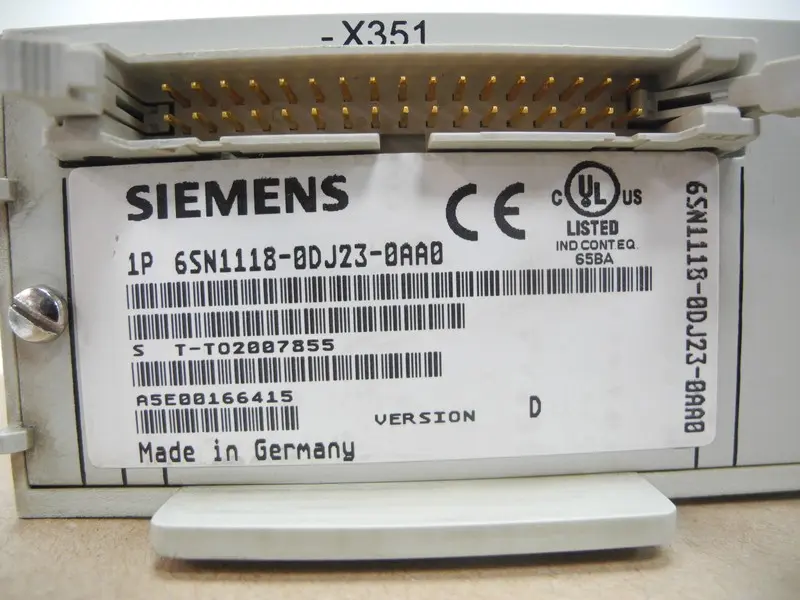 -X351
SIEMENS
CE
C UL US
LISTED
IND CONT EQ.
65BA
1P 6SN1118-0DJ23-0AA0
S T-T02007855
A5E00166415
VERSION D
Made in Germany
6SN1118-0DJ23-0AA0